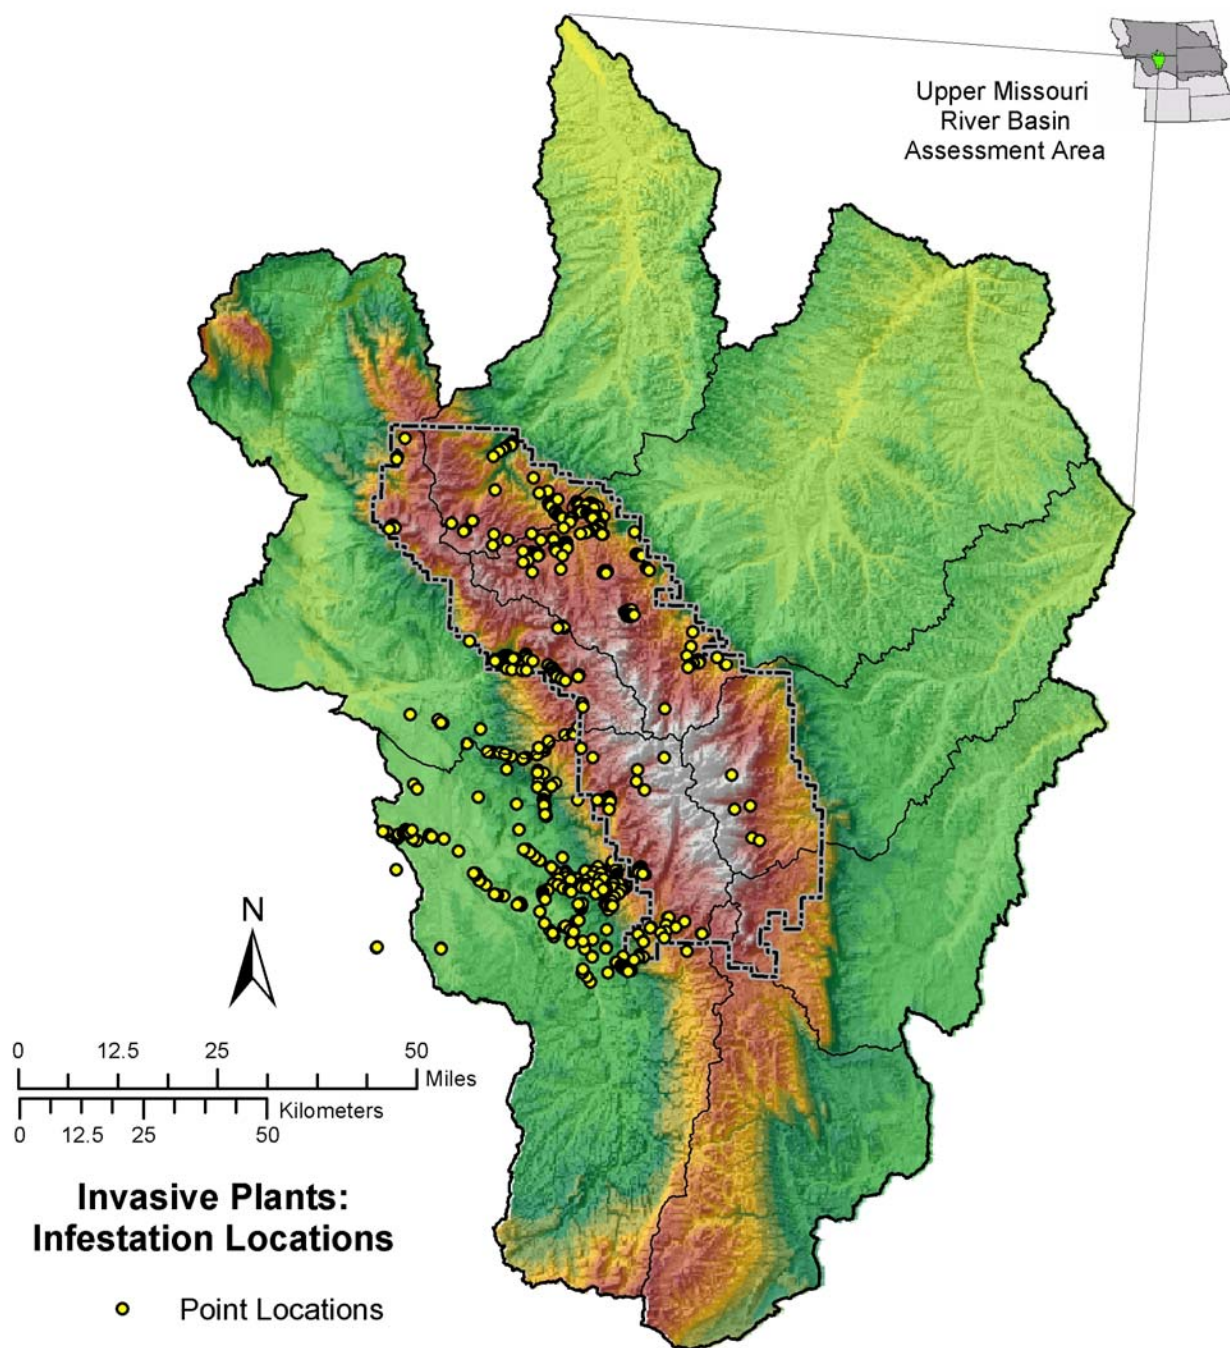 Upper Missouri
River Basin
Assessment Area
N
0 12.5 25 50
Miles
Kilometers
0 12.5 25 50
Invasive Plants:
Infestation Locations
Point Locations